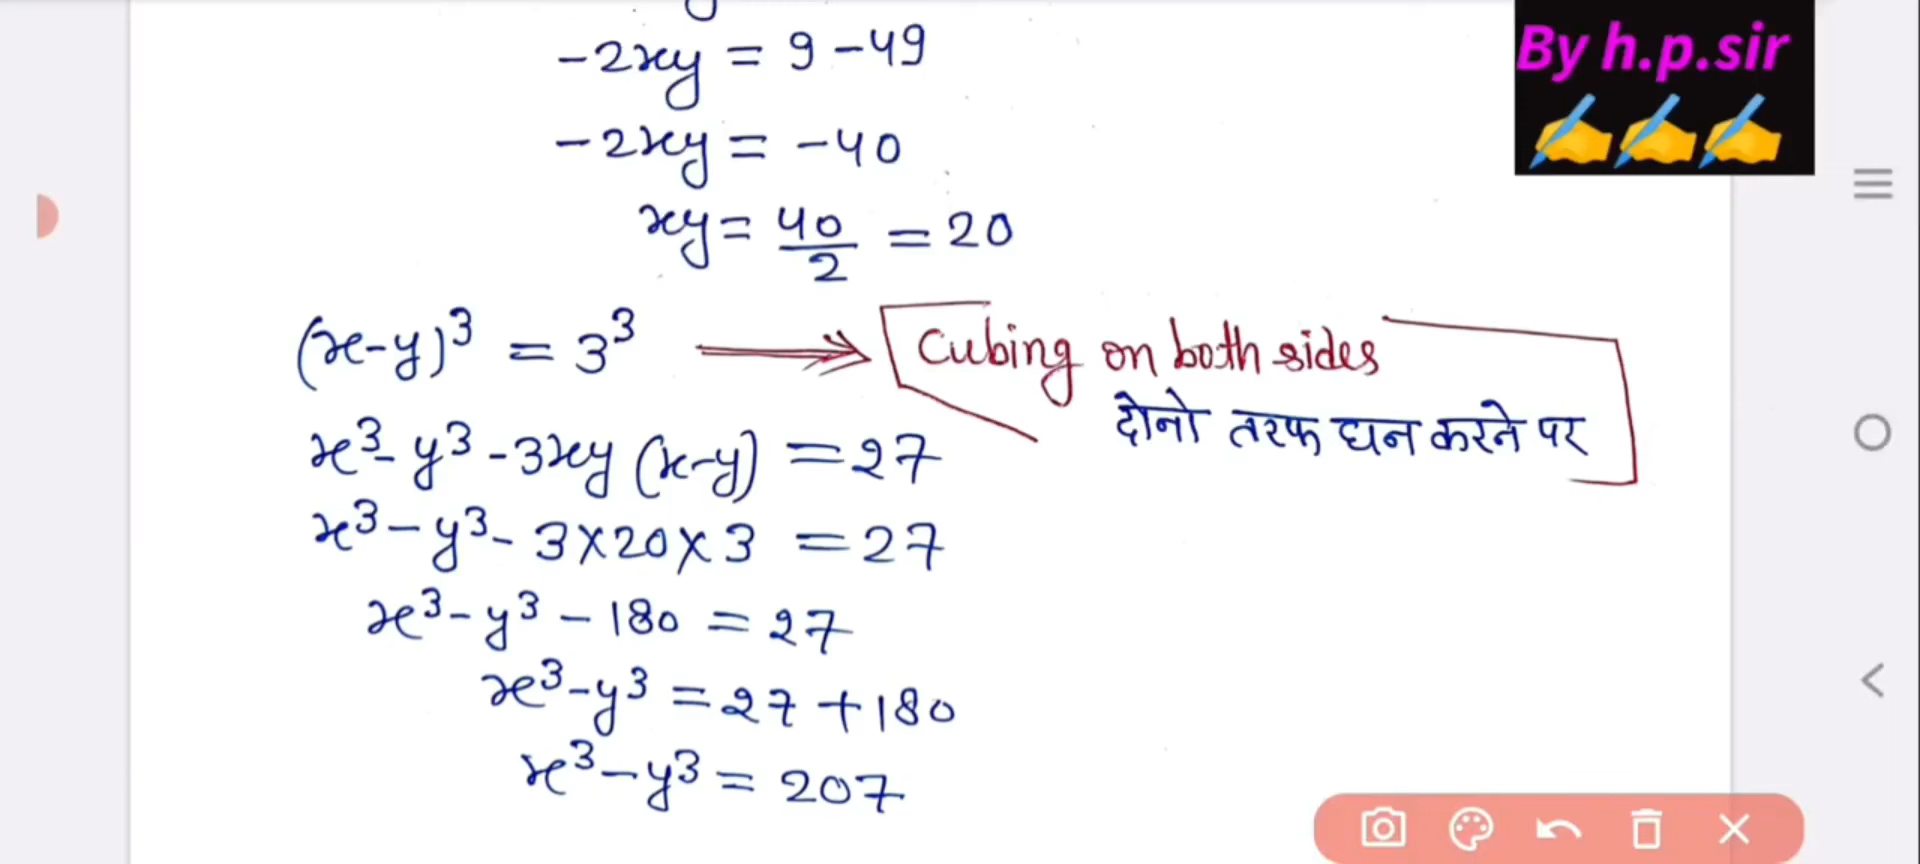 -2xy = 9 - 49
By h.p.sir
-2xy = -40
xy = 40/2 = 20
(x-y)³ = 3³
Cubing on both sides
दोनो तरफ घन करने पर
x³ - y³ - 3xy (x-y) = 27
x³ - y³ - 3×20×3 = 27
x³ - y³ - 180 = 27
x³ - y³ = 27 + 180
x³ - y³ = 207